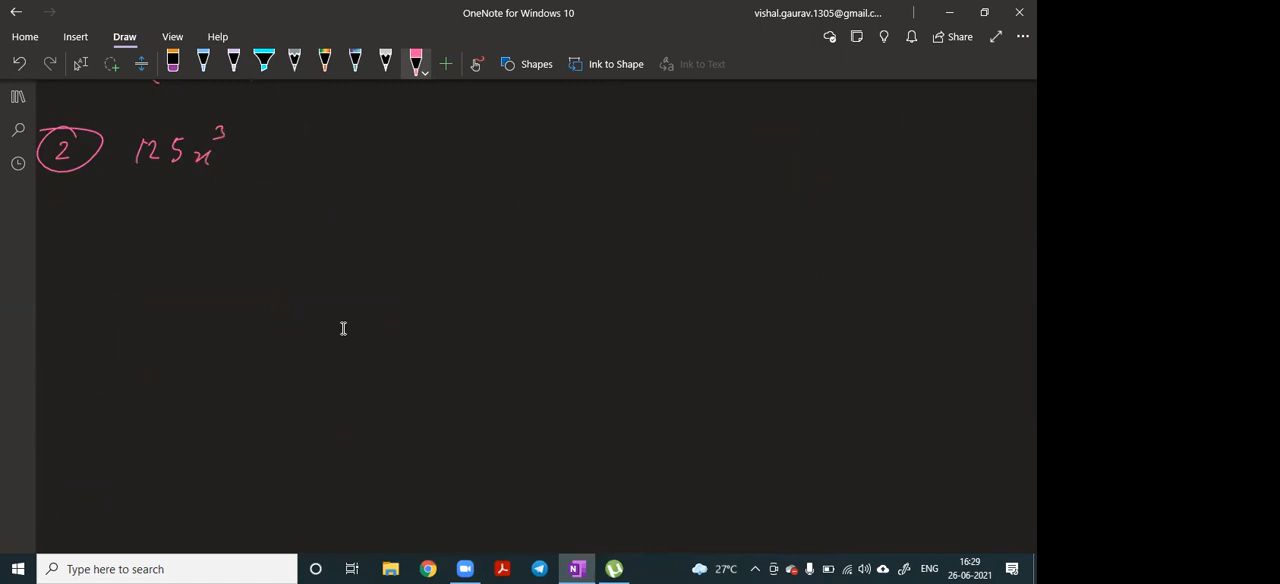 OneNote for Windows 10
vishal.gaurav.1305@gmail.c...
Home Insert Draw View Help
Share
Shapes Ink to Shape Ink to Text
2 125x³
Type here to search
27°C ENG 16:29
26-06-2021